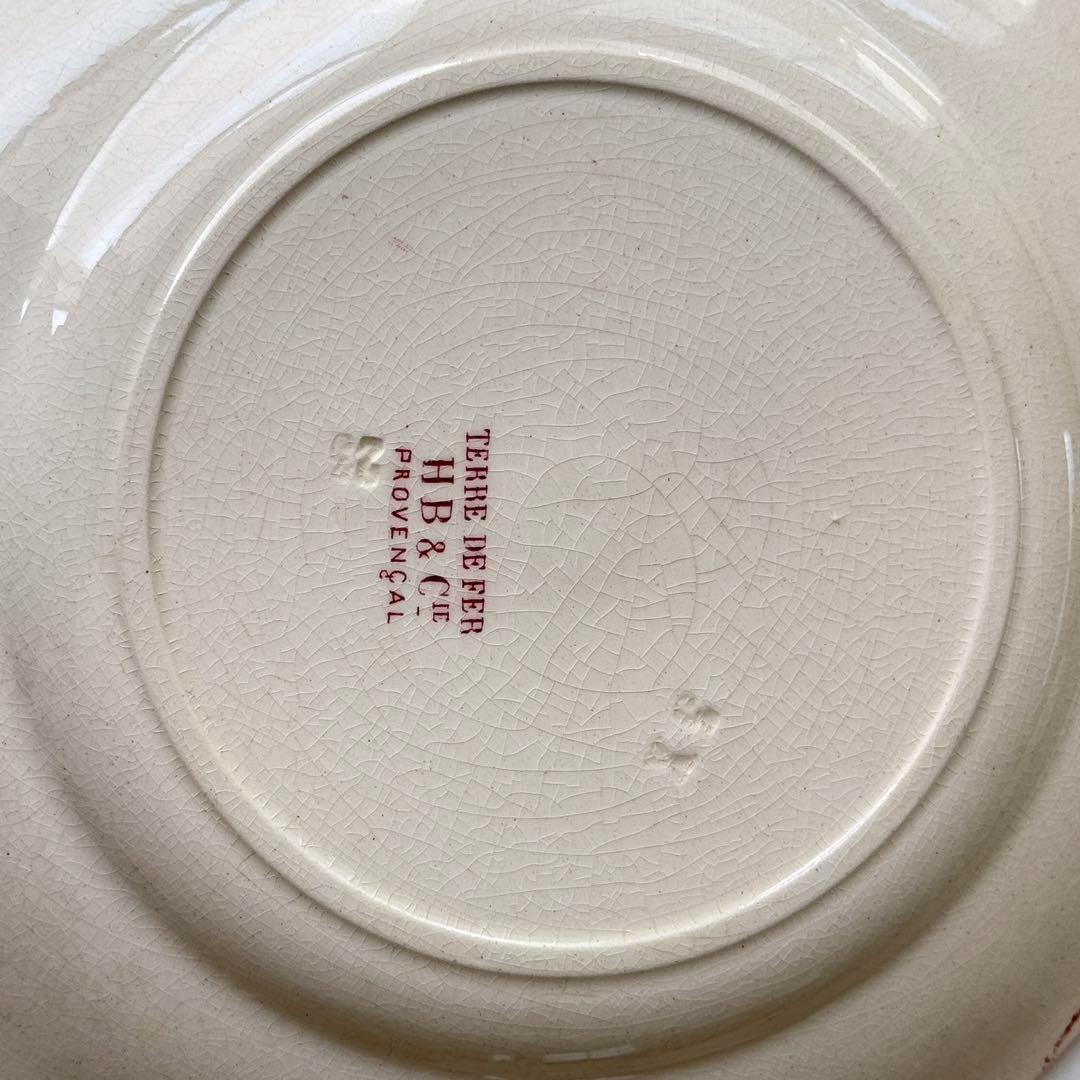 TERRE DE FER
HB & CIE
PROVENÇAL